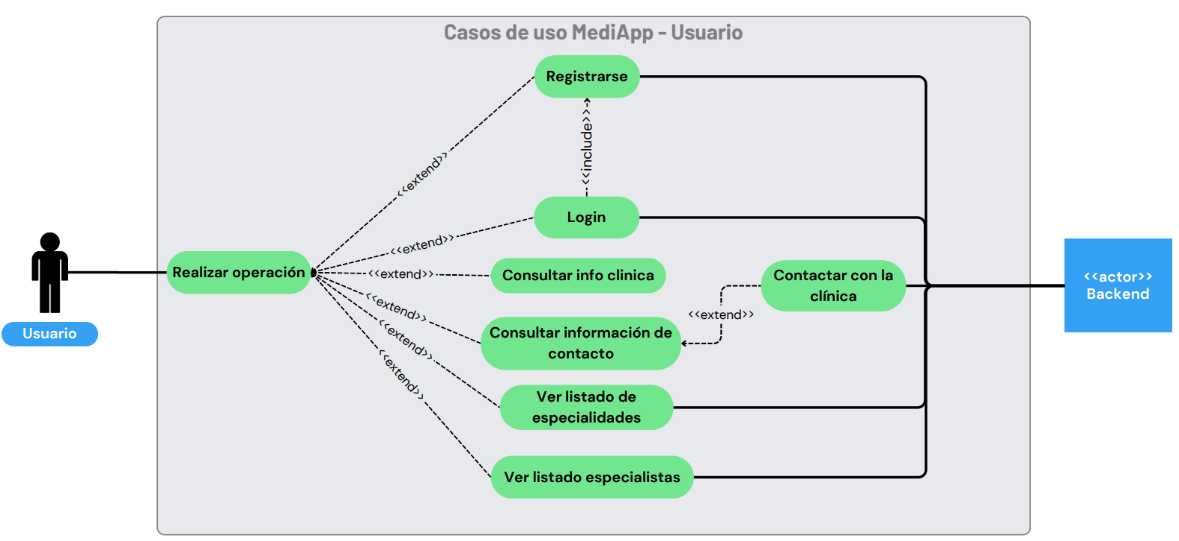 Casos de uso MediApp - Usuario
Registrarse
<<include>>
<<extend>>
Login
<<extend>>
Realizar operación
<<extend>>
Consultar info clinica
Contactar con la
clínica
<<actor>>
Backend
<<extend>>
<<extend>>
Usuario
Consultar información de
contacto
<<extend>>
<<extend>>
Ver listado de
especialidades
Ver listado especialistas